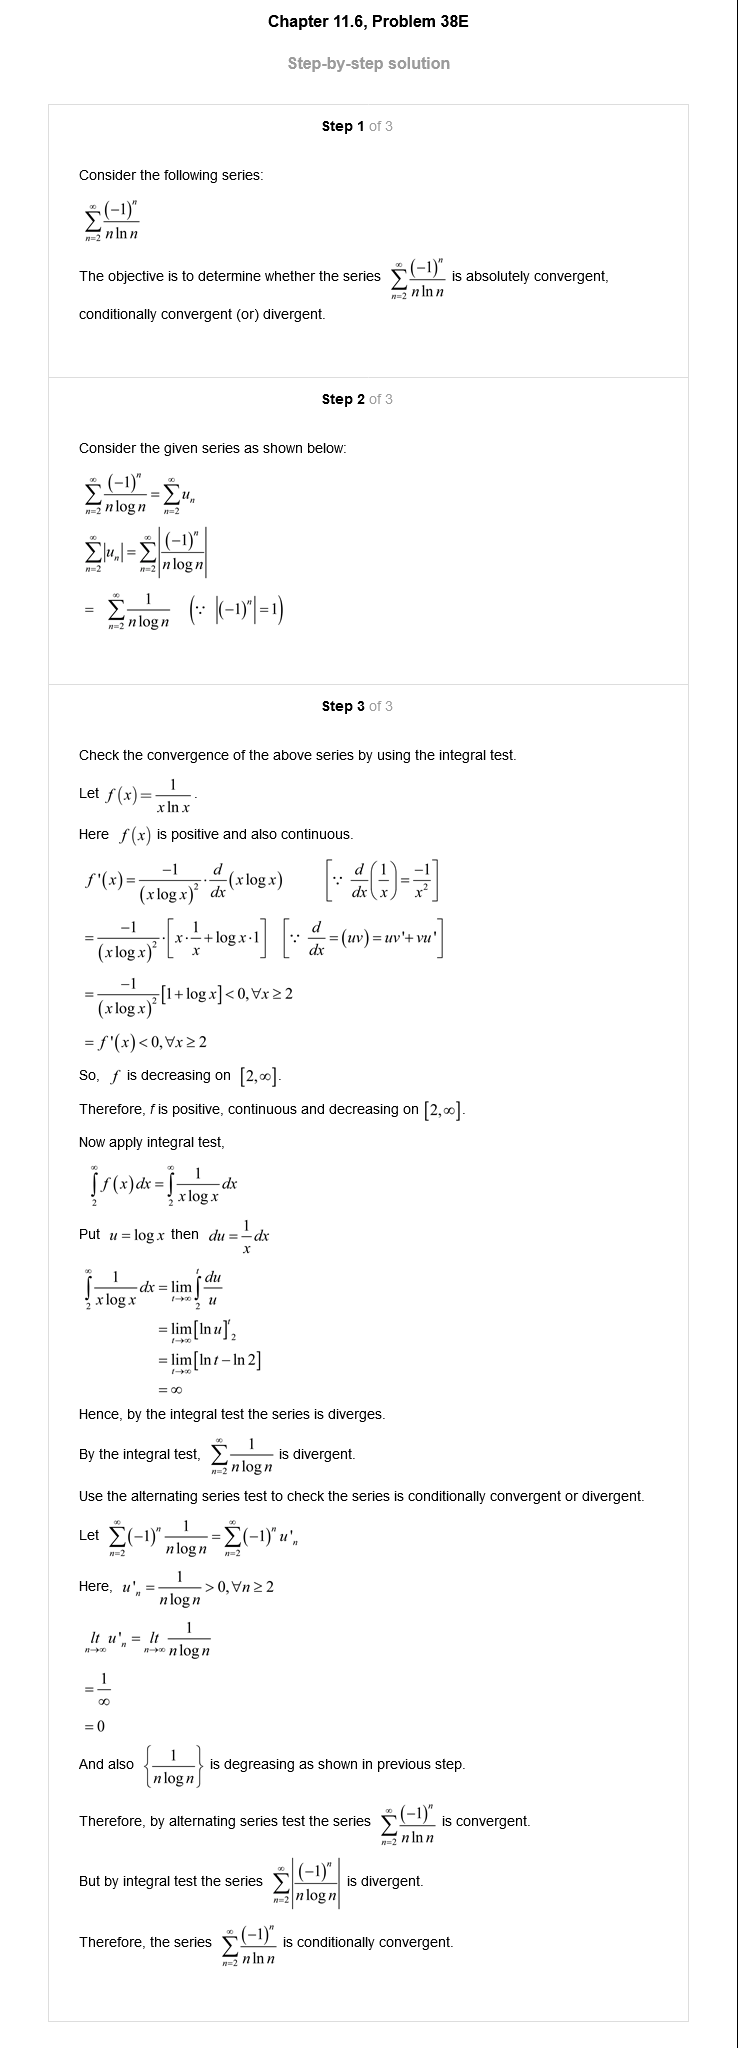 Chapter 11.6, Problem 38E
Step-by-step solution
Step 1 of 3
Consider the following series:
$\sum_{n=2}^{\infty} \frac{(-1)^n}{n \ln n}$
The objective is to determine whether the series $\sum_{n=2}^{\infty} \frac{(-1)^n}{n \ln n}$ is absolutely convergent,
conditionally convergent (or) divergent.
Step 2 of 3
Consider the given series as shown below:
$\sum_{n=2}^{\infty} \frac{(-1)^n}{n \log n} = \sum_{n=2}^{\infty} u_n$
$\sum_{n=2}^{\infty} |u_n| = \sum_{n=2}^{\infty} \left| \frac{(-1)^n}{n \log n} \right|$
$= \sum_{n=2}^{\infty} \frac{1}{n \log n} \quad \left( \because |(-1)^n| = 1 \right)$
Step 3 of 3
Check the convergence of the above series by using the integral test.
Let $f(x) = \frac{1}{x \ln x}$.
Here $f(x)$ is positive and also continuous.
$f'(x) = \frac{-1}{(x \log x)^2} \cdot \frac{d}{dx}(x \log x) \quad \left[ \because \frac{d}{dx}\left(\frac{1}{x}\right) = \frac{-1}{x^2} \right]$
$= \frac{-1}{(x \log x)^2} \cdot \left[ x \cdot \frac{1}{x} + \log x \cdot 1 \right] \quad \left[ \because \frac{d}{dx} = (uv) = uv' + vu' \right]$
$= \frac{-1}{(x \log x)^2} [1 + \log x] < 0, \forall x \geq 2$
$= f'(x) < 0, \forall x \geq 2$
So, $f$ is decreasing on $[2, \infty]$.
Therefore, f is positive, continuous and decreasing on $[2, \infty]$.
Now apply integral test,
$\int_{2}^{\infty} f(x) dx = \int_{2}^{\infty} \frac{1}{x \log x} dx$
Put $u = \log x$ then $du = \frac{1}{x} dx$
$\int_{2}^{\infty} \frac{1}{x \log x} dx = \lim_{t \to \infty} \int_{2}^{t} \frac{du}{u}$
$= \lim_{t \to \infty} [\ln u]_{2}^{t}$
$= \lim_{t \to \infty} [\ln t - \ln 2]$
$= \infty$
Hence, by the integral test the series is diverges.
By the integral test, $\sum_{n=2}^{\infty} \frac{1}{n \log n}$ is divergent.
Use the alternating series test to check the series is conditionally convergent or divergent.
Let $\sum_{n=2}^{\infty} (-1)^n \frac{1}{n \log n} = \sum_{n=2}^{\infty} (-1)^n u'_n$
Here, $u'_n = \frac{1}{n \log n} > 0, \forall n \geq 2$
$\underset{n \to \infty}{lt} u'_n = \underset{n \to \infty}{lt} \frac{1}{n \log n}$
$= \frac{1}{\infty}$
$= 0$
And also $\left\{ \frac{1}{n \log n} \right\}$ is degreasing as shown in previous step.
Therefore, by alternating series test the series $\sum_{n=2}^{\infty} \frac{(-1)^n}{n \ln n}$ is convergent.
But by integral test the series $\sum_{n=2}^{\infty} \left| \frac{(-1)^n}{n \log n} \right|$ is divergent.
Therefore, the series $\sum_{n=2}^{\infty} \frac{(-1)^n}{n \ln n}$ is conditionally convergent.